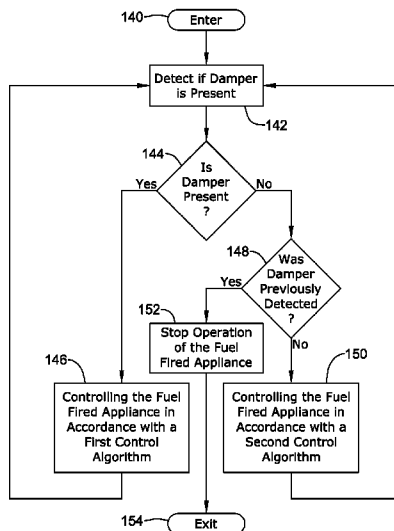 140
Enter
Detect if Damper
is Present
142
144
Is
Damper
Present
?
Yes
No
148
Was
Damper
Previously
Detected
?
Yes
No
152
Stop Operation
of the Fuel
Fired Appliance
146
Controlling the Fuel
Fired Appliance in
Accordance with a
First Control
Algorithm
150
Controlling the Fuel
Fired Appliance in
Accordance with a
Second Control
Algorithm
154
Exit